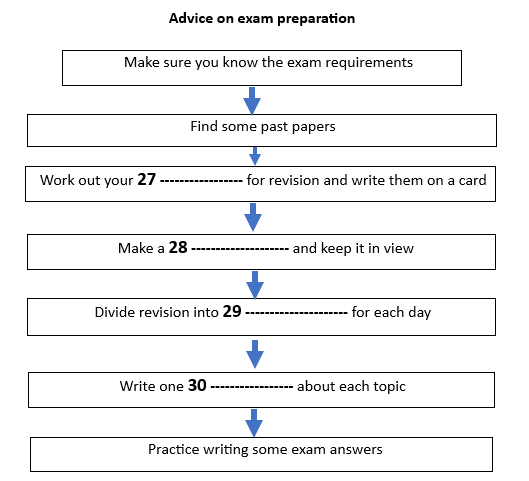 Advice on exam preparation
Make sure you know the exam requirements
Find some past papers
Work out your 27 ----------------- for revision and write them on a card
Make a 28 -------------------- and keep it in view
Divide revision into 29 --------------------- for each day
Write one 30 ----------------- about each topic
Practice writing some exam answers